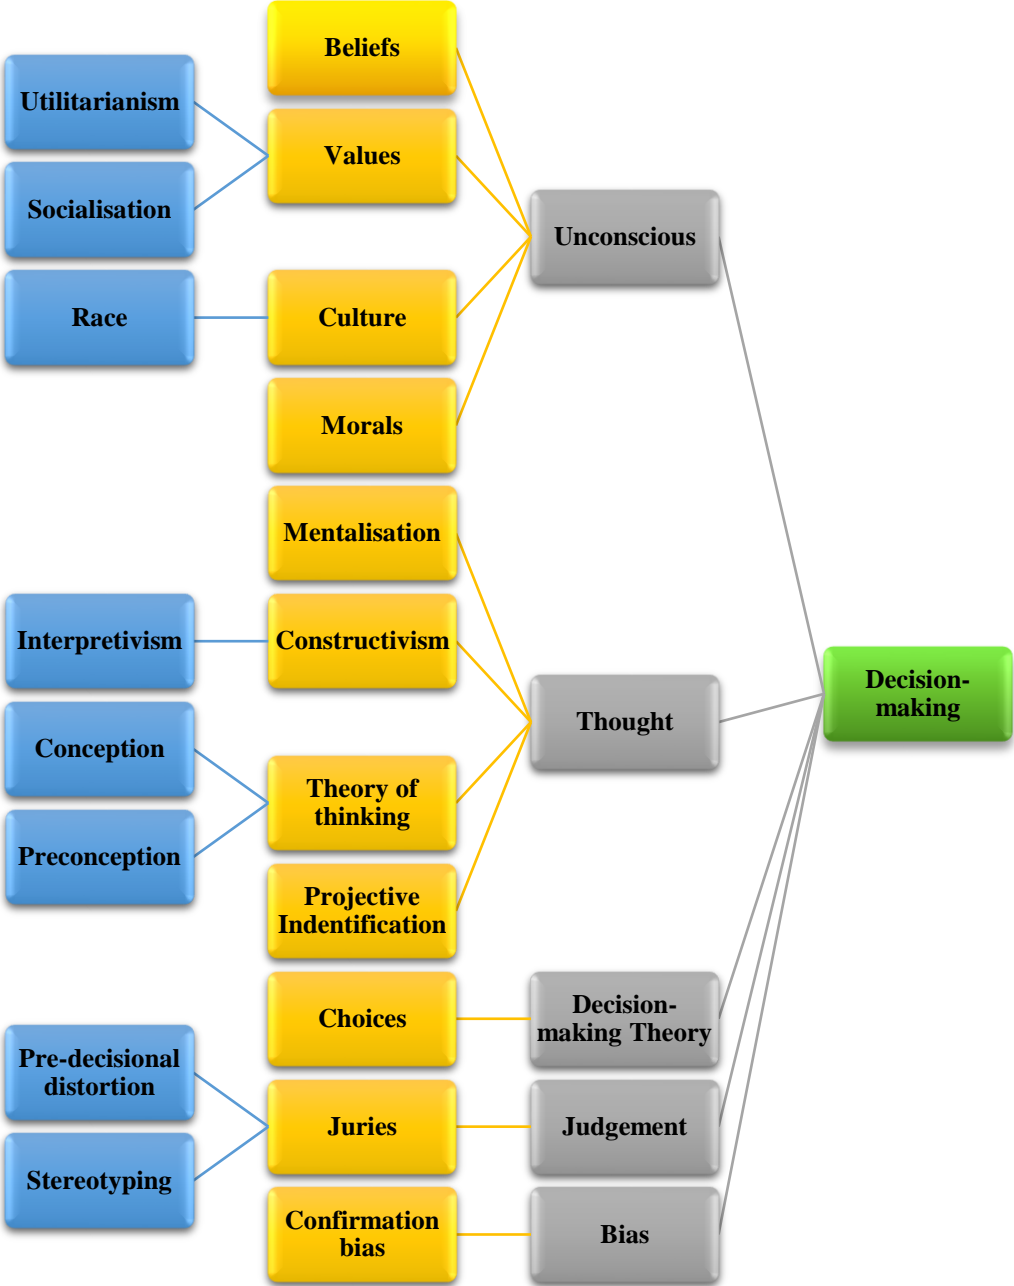 Beliefs
Utilitarianism
Values
Socialisation
Unconscious
Race
Culture
Morals
Mentalisation
Interpretivism
Constructivism
Decision-
making
Thought
Conception
Theory of
thinking
Preconception
Projective
Indentification
Choices
Decision-
making Theory
Pre-decisional
distortion
Juries
Judgement
Stereotyping
Confirmation
bias
Bias